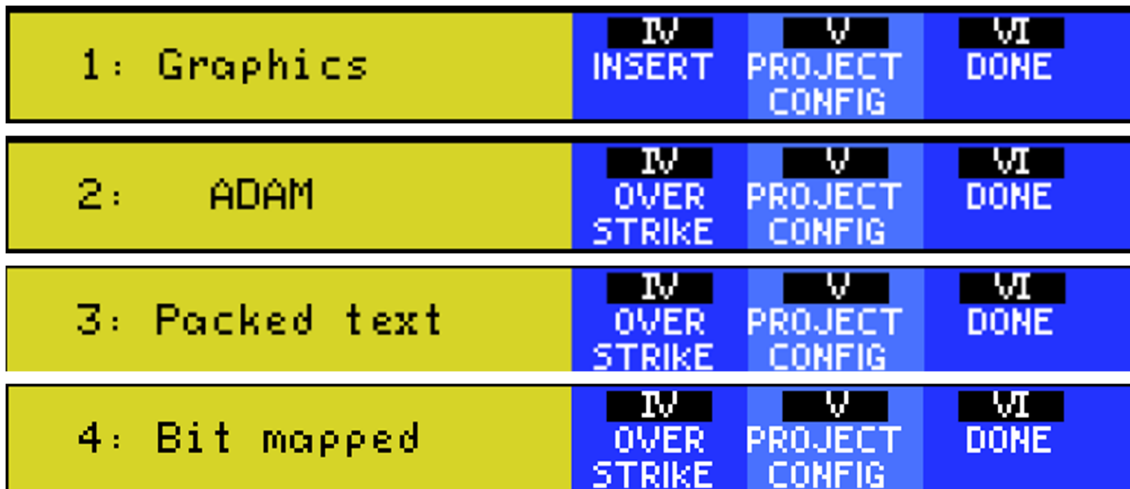 1: Graphics
IV V VI
INSERT PROJECT DONE
CONFIG
2: ADAM
IV V VI
OVER PROJECT DONE
STRIKE CONFIG
3: Packed text
IV V VI
OVER PROJECT DONE
STRIKE CONFIG
4: Bit mapped
IV V VI
OVER PROJECT DONE
STRIKE CONFIG